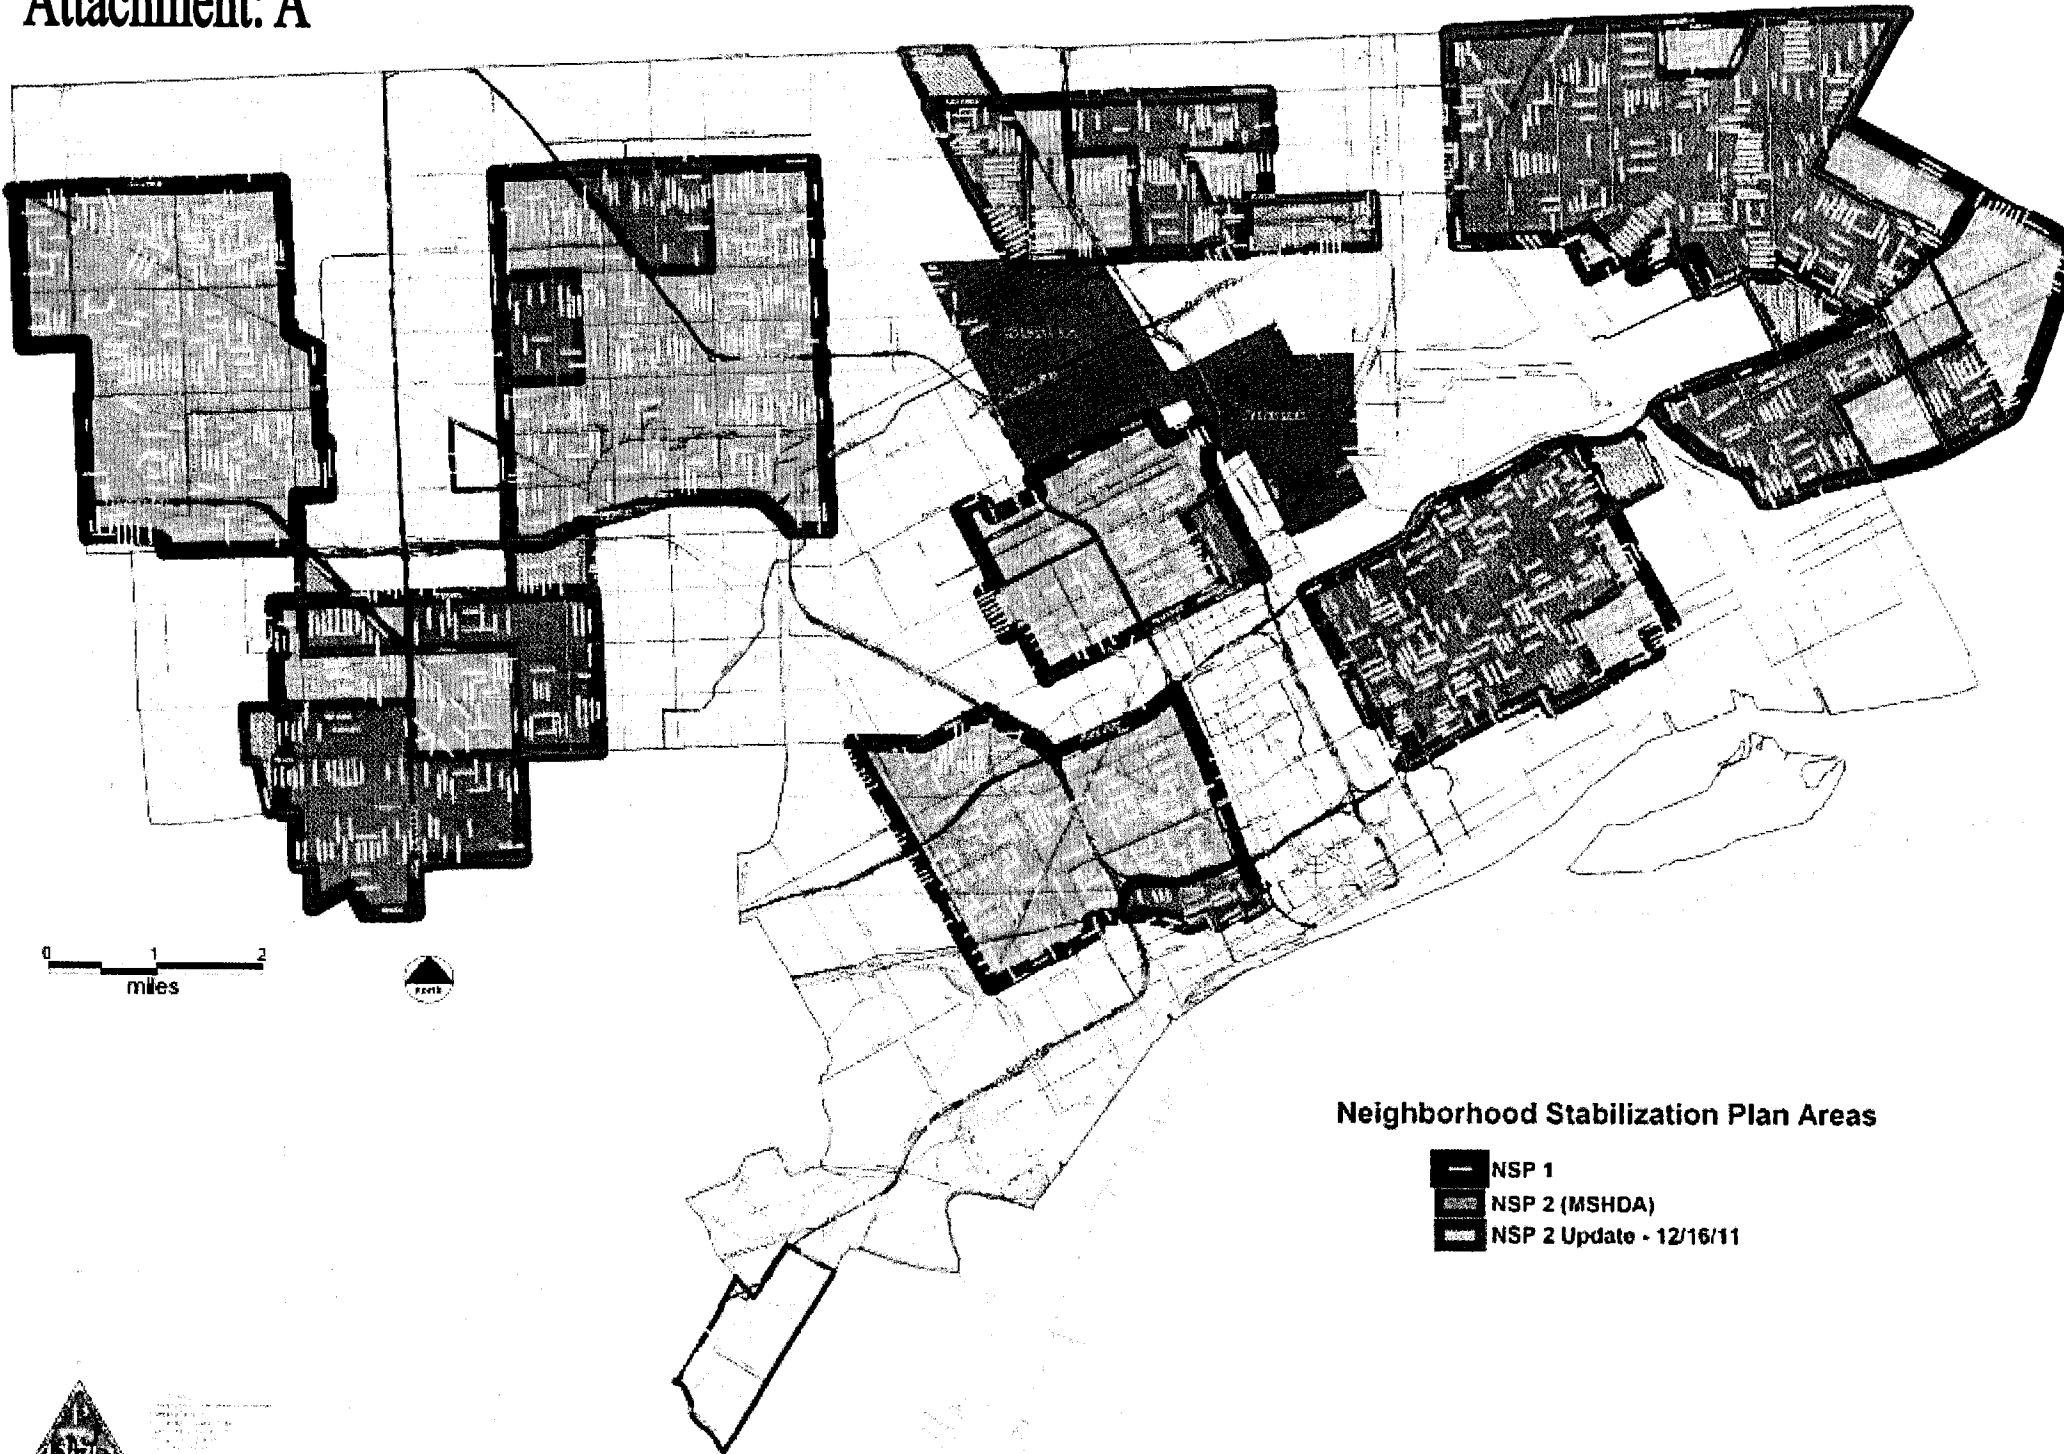 Attachment: A
0 1 2
miles
North
Neighborhood Stabilization Plan Areas
NSP 1
NSP 2 (MSHDA)
NSP 2 Update - 12/16/11